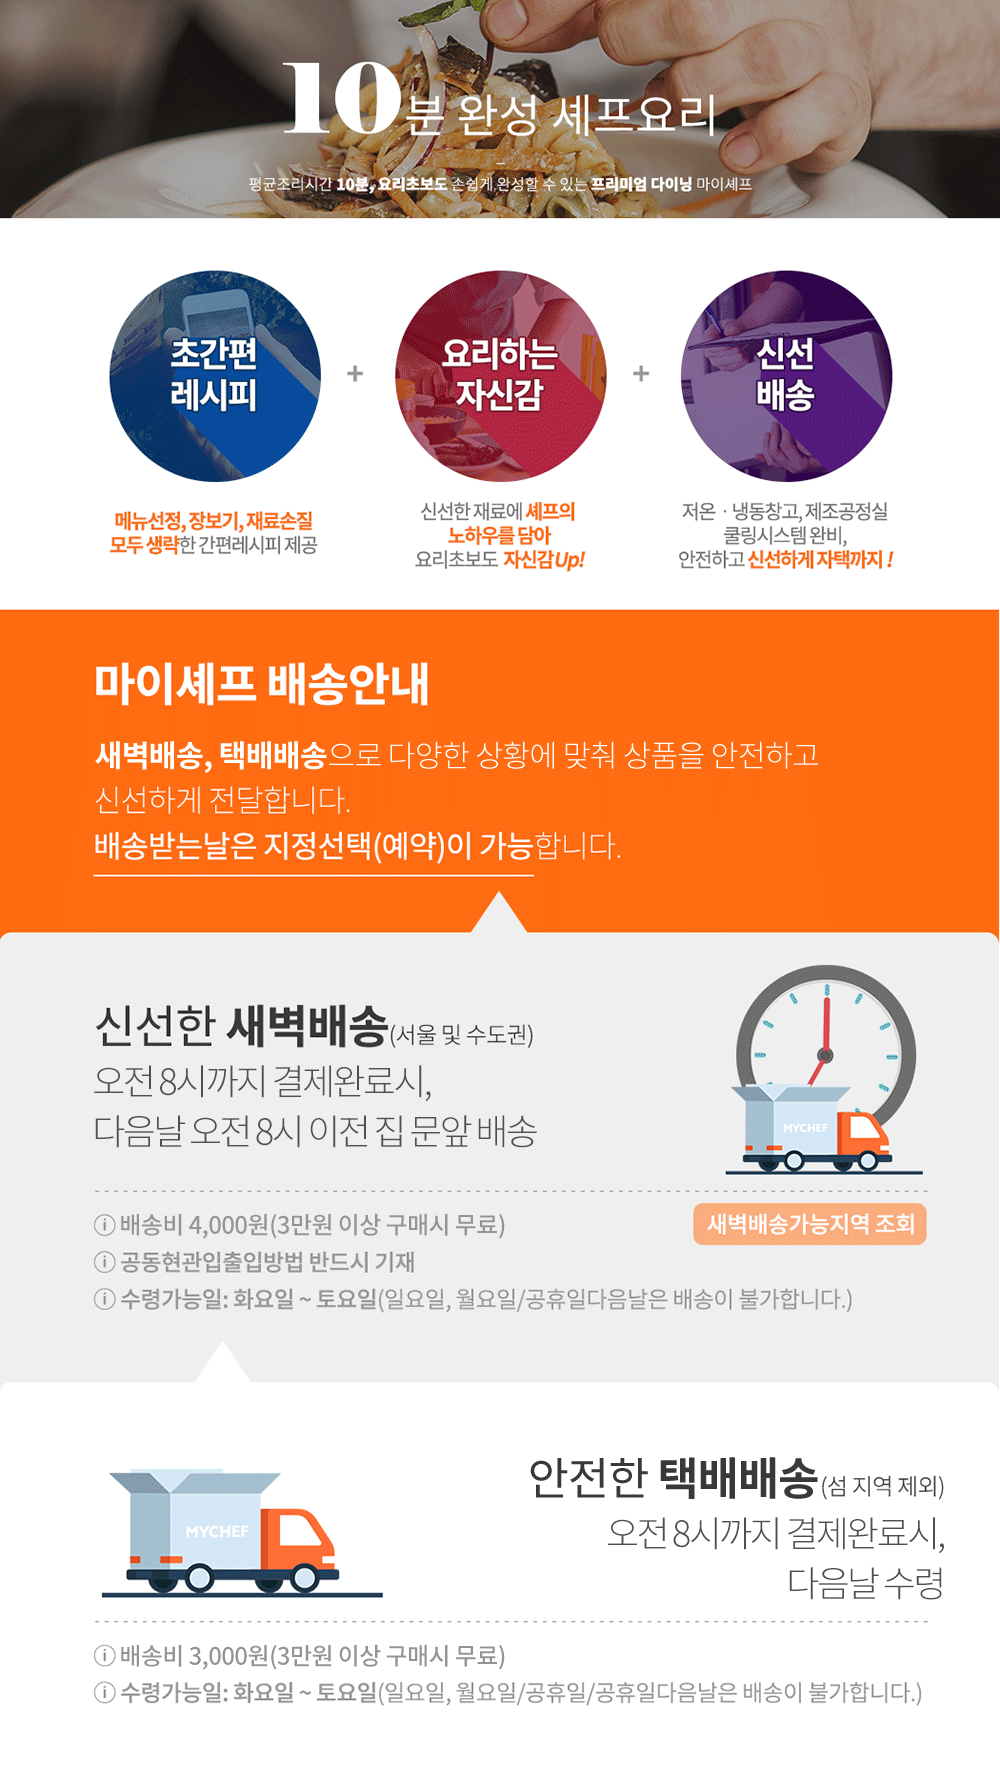 10분 완성 셰프요리
평균조리시간 10분, 요리초보도 손쉽게 완성할 수 있는 프리미엄 다이닝 마이셰프
초간편
레시피
+
요리하는
자신감
+
신선
배송
메뉴선정, 장보기, 재료손질
모두 생략한 간편레시피 제공
신선한 재료에 셰프의
노하우를 담아
요리초보도 자신감Up!
저온ㆍ냉동창고, 제조공정실
쿨링시스템 완비,
안전하고 신선하게 자택까지 !
마이셰프 배송안내
새벽배송, 택배배송으로 다양한 상황에 맞춰 상품을 안전하고
신선하게 전달합니다.
배송받는날은 지정선택(예약)이 가능합니다.
신선한 새벽배송(서울 및 수도권)
오전 8시까지 결제완료시,
다음날 오전 8시 이전 집 문앞 배송
MYCHEF
ⓘ 배송비 4,000원(3만원 이상 구매시 무료)
새벽배송가능지역 조회
ⓘ 공동현관입출입방법 반드시 기재
ⓘ 수령가능일: 화요일 ~ 토요일(일요일, 월요일/공휴일다음날은 배송이 불가합니다.)
MYCHEF
안전한 택배배송(섬 지역 제외)
오전 8시까지 결제완료시,
다음날 수령
ⓘ 배송비 3,000원(3만원 이상 구매시 무료)
ⓘ 수령가능일: 화요일 ~ 토요일(일요일, 월요일/공휴일/공휴일다음날은 배송이 불가합니다.)